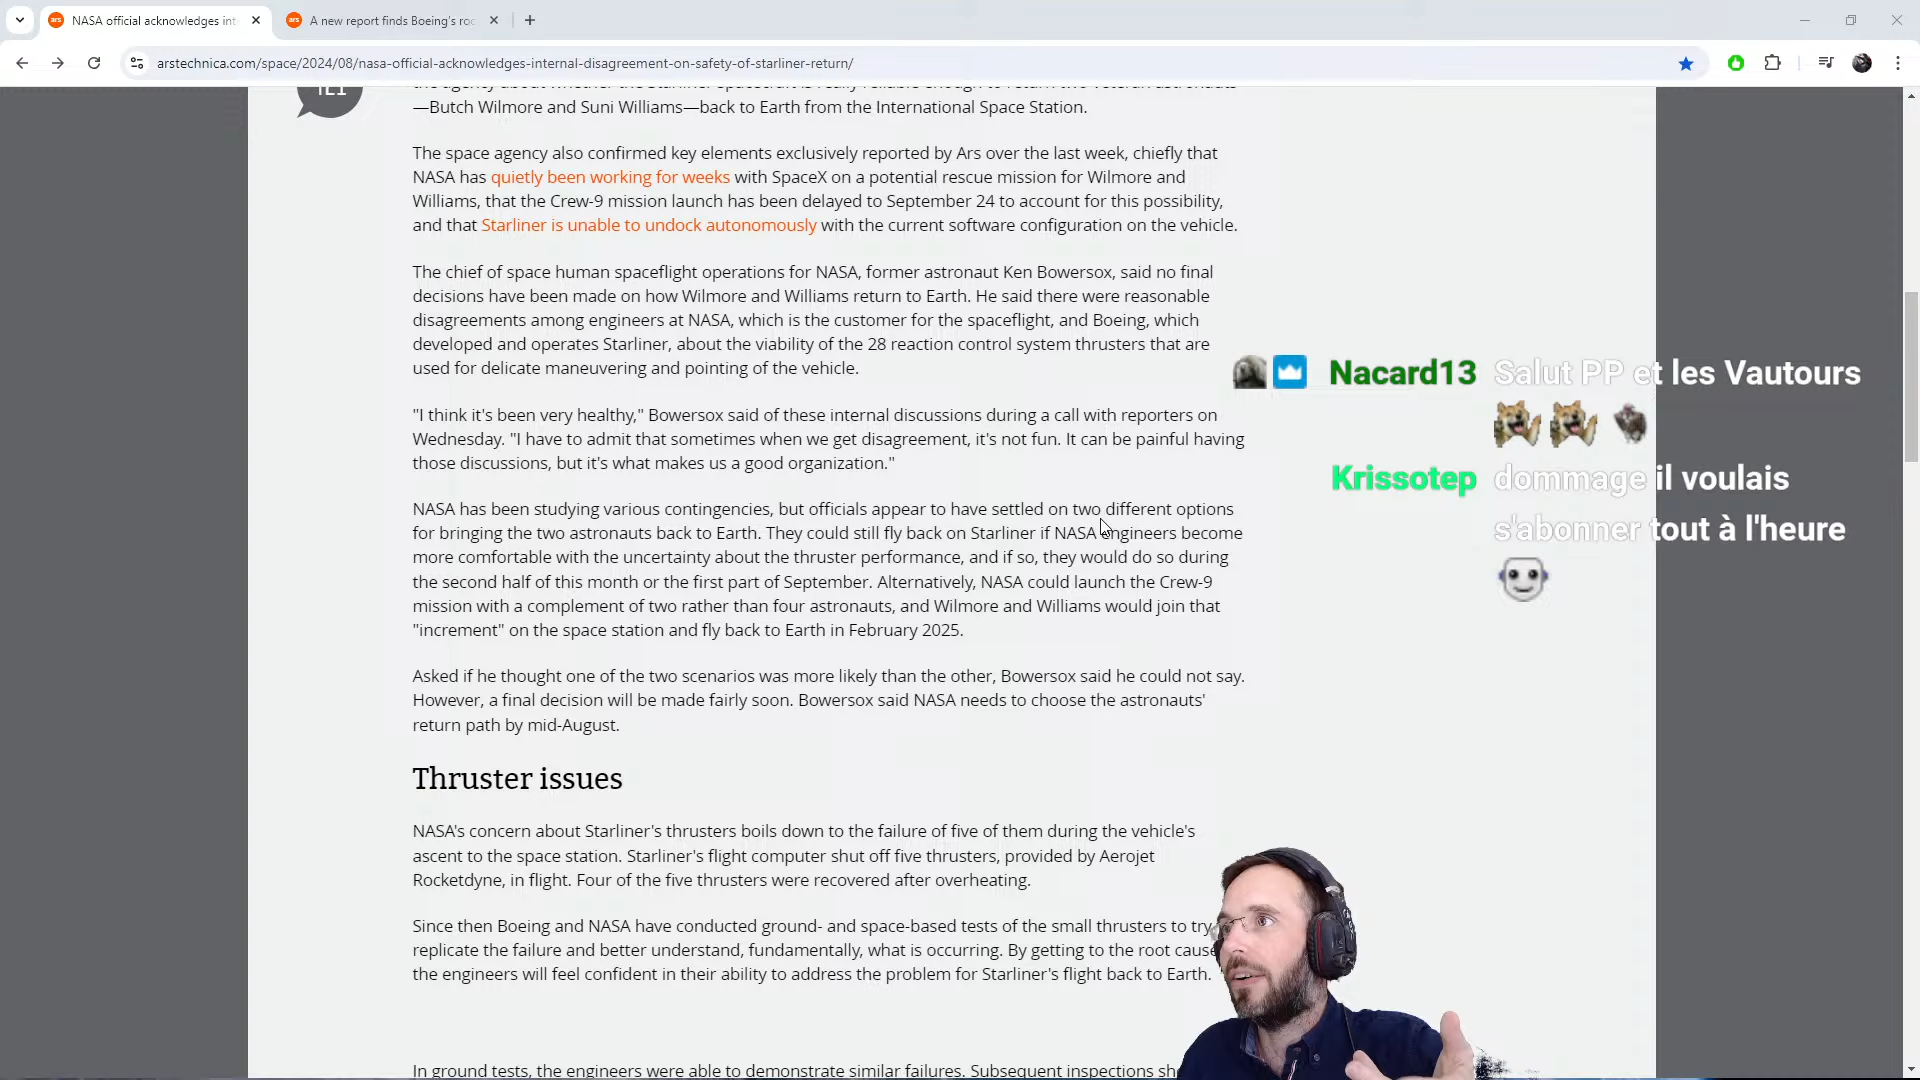 NASA official acknowledges int
A new report finds Boeing's roc
arstechnica.com/space/2024/08/nasa-official-acknowledges-internal-disagreement-on-safety-of-starliner-return/
—Butch Wilmore and Suni Williams—back to Earth from the International Space Station.
The space agency also confirmed key elements exclusively reported by Ars over the last week, chiefly that
NASA has quietly been working for weeks with SpaceX on a potential rescue mission for Wilmore and
Williams, that the Crew-9 mission launch has been delayed to September 24 to account for this possibility,
and that Starliner is unable to undock autonomously with the current software configuration on the vehicle.
The chief of space human spaceflight operations for NASA, former astronaut Ken Bowersox, said no final
decisions have been made on how Wilmore and Williams return to Earth. He said there were reasonable
disagreements among engineers at NASA, which is the customer for the spaceflight, and Boeing, which
developed and operates Starliner, about the viability of the 28 reaction control system thrusters that are
used for delicate maneuvering and pointing of the vehicle.
"I think it's been very healthy," Bowersox said of these internal discussions during a call with reporters on
Wednesday. "I have to admit that sometimes when we get disagreement, it's not fun. It can be painful having
those discussions, but it's what makes us a good organization."
NASA has been studying various contingencies, but officials appear to have settled on two different options
for bringing the two astronauts back to Earth. They could still fly back on Starliner if NASA engineers become
more comfortable with the uncertainty about the thruster performance, and if so, they would do so during
the second half of this month or the first part of September. Alternatively, NASA could launch the Crew-9
mission with a complement of two rather than four astronauts, and Wilmore and Williams would join that
"increment" on the space station and fly back to Earth in February 2025.
Asked if he thought one of the two scenarios was more likely than the other, Bowersox said he could not say.
However, a final decision will be made fairly soon. Bowersox said NASA needs to choose the astronauts'
return path by mid-August.
Thruster issues
NASA's concern about Starliner's thrusters boils down to the failure of five of them during the vehicle's
ascent to the space station. Starliner's flight computer shut off five thrusters, provided by Aerojet
Rocketdyne, in flight. Four of the five thrusters were recovered after overheating.
Since then Boeing and NASA have conducted ground- and space-based tests of the small thrusters to try
replicate the failure and better understand, fundamentally, what is occurring. By getting to the root cause
the engineers will feel confident in their ability to address the problem for Starliner's flight back to Earth.
In ground tests, the engineers were able to demonstrate similar failures. Subsequent inspections
Nacard13 Salut PP et les Vautours
Krissotep dommage il voulais
s'abonner tout à l'heure